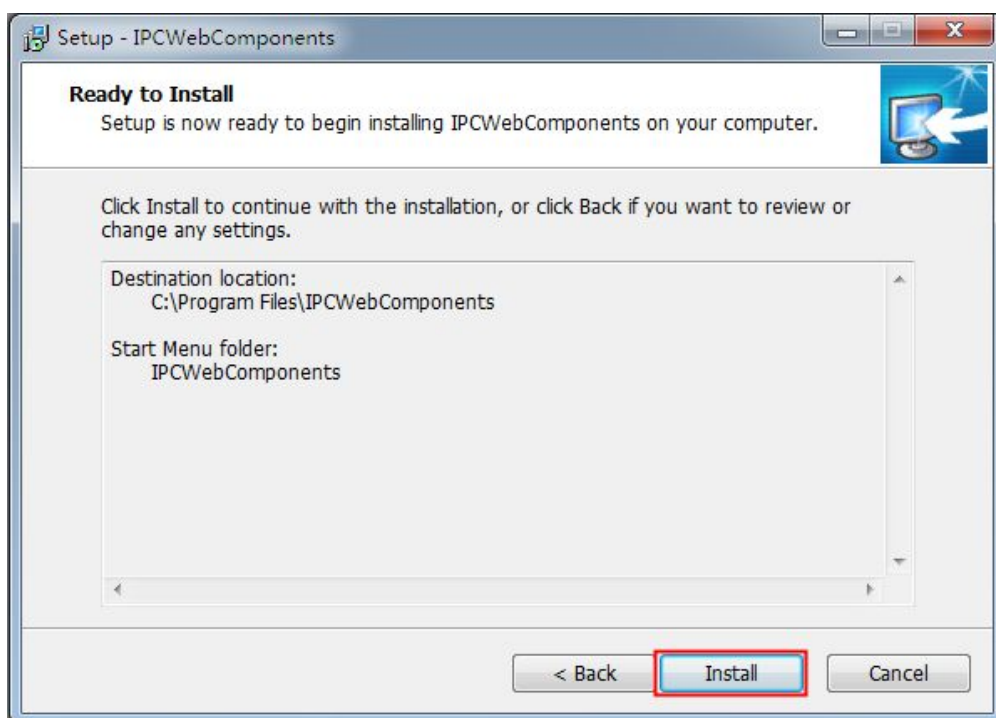 Setup - IPCWebComponents
Ready to Install
Setup is now ready to begin installing IPCWebComponents on your computer.
Click Install to continue with the installation, or click Back if you want to review or
change any settings.
Destination location:
C:\Program Files\IPCWebComponents
Start Menu folder:
IPCWebComponents
< Back Install Cancel